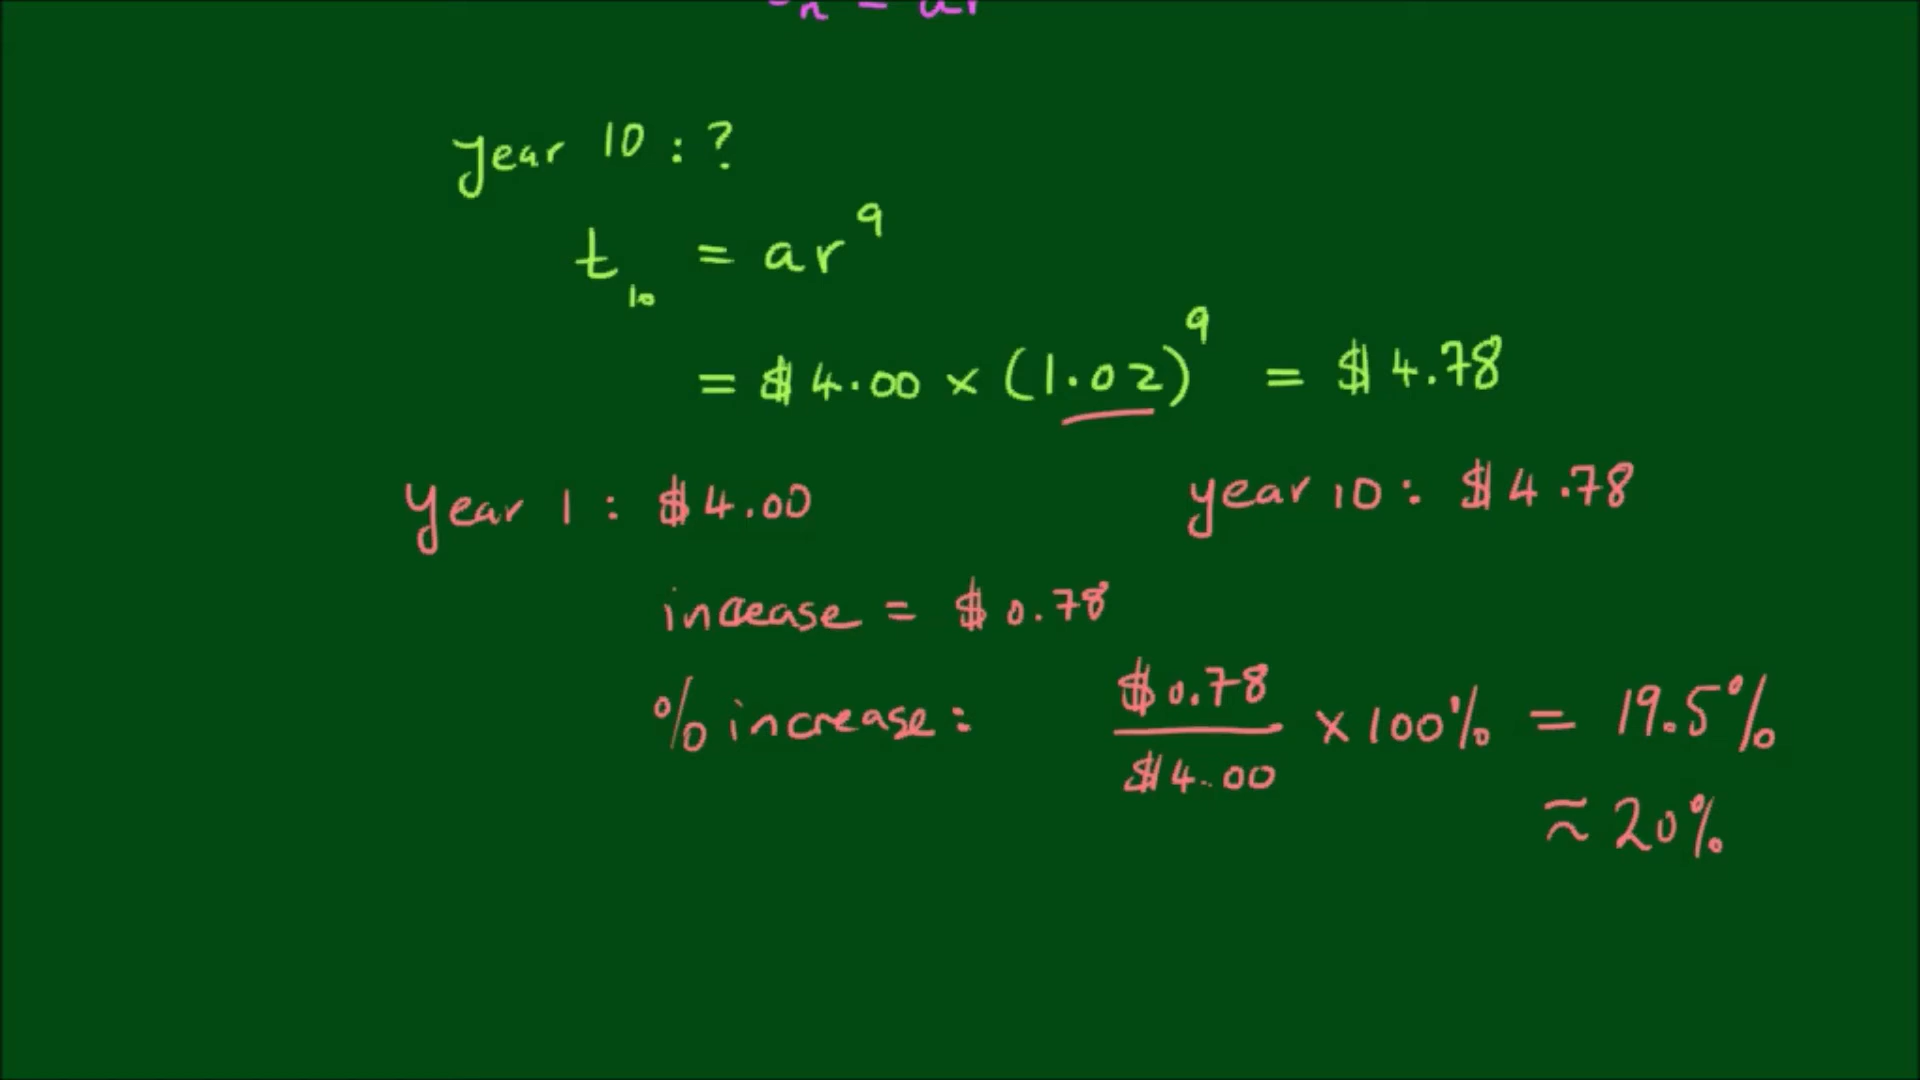 year 10 : ?
t₁₀ = ar⁹
= $4.00 × (1.02)⁹ = $4.78
Year 1 : $4.00 year 10 : $4.78
increase = $0.78
% increase : $0.78 / $4.00 × 100% = 19.5%
≈ 20%